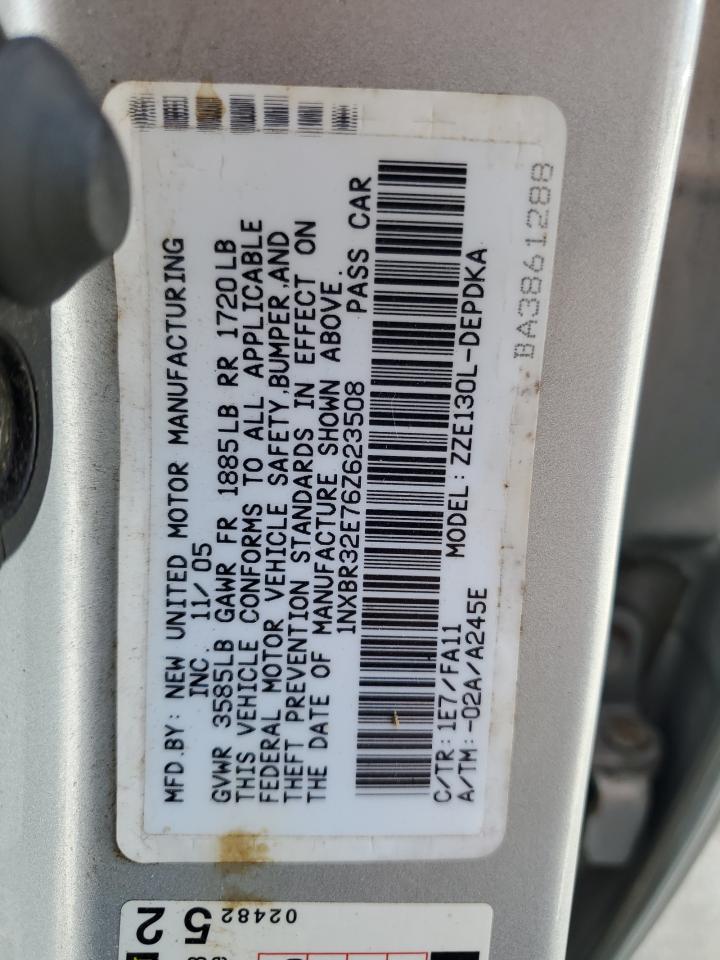 MFD.BY: NEW UNITED MOTOR MANUFACTURING
INC. 11/05
GVWR 3585LB GAWR FR 1885LB RR 1720LB
THIS VEHICLE CONFORMS TO ALL APPLICABLE
FEDERAL MOTOR VEHICLE SAFETY,BUMPER,AND
THEFT PREVENTION STANDARDS IN EFFECT ON
THE DATE OF MANUFACTURE SHOWN ABOVE.
1NXBR32E76Z623508 PASS CAR
C/TR: 1E7/FA11 MODEL: ZZE130L-DEPDKA
A/TM: -02A/A245E
BA3861288
2
5
02482